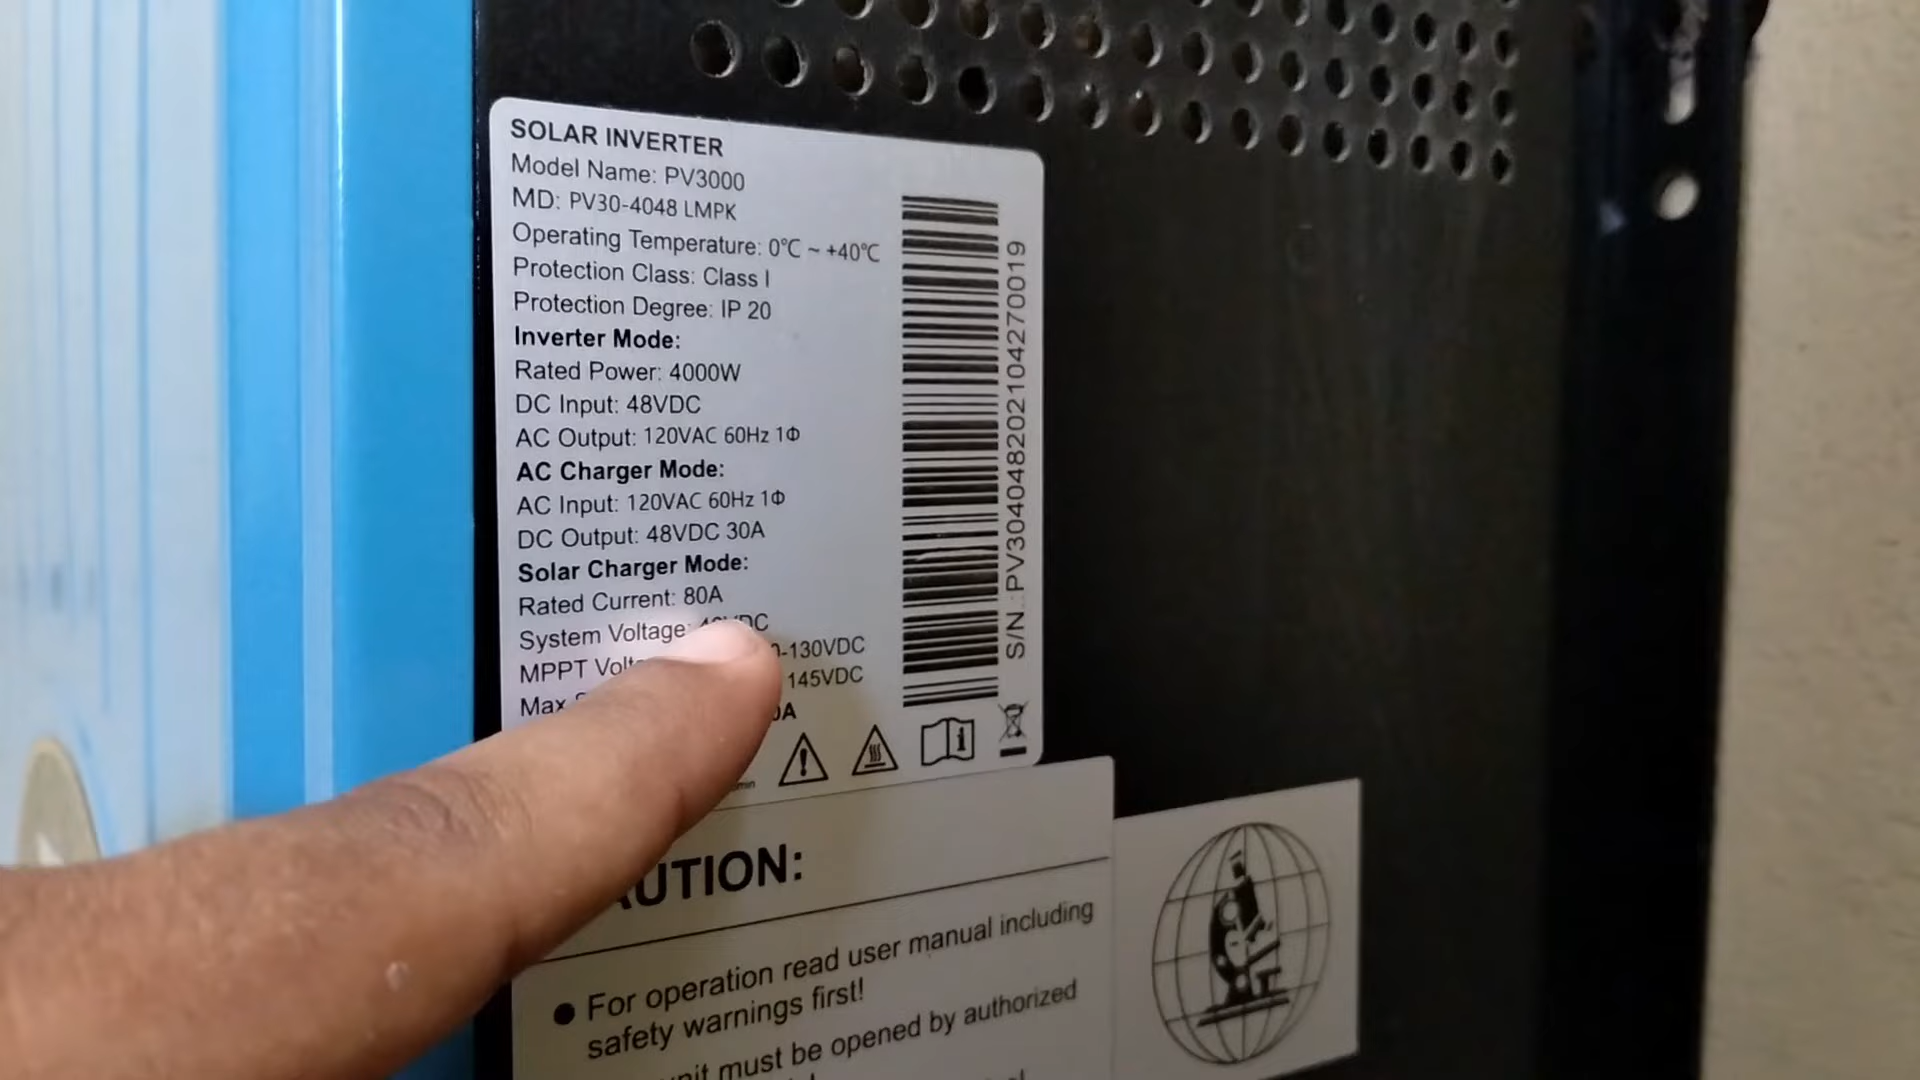 SOLAR INVERTER
Model Name: PV3000
MD: PV30-4048 LMPK
Operating Temperature: 0℃ ~ +40℃
Protection Class: Class I
Protection Degree: IP 20
Inverter Mode:
Rated Power: 4000W
DC Input: 48VDC
AC Output: 120VAC 60Hz 1Φ
AC Charger Mode:
AC Input: 120VAC 60Hz 1Φ
DC Output: 48VDC 30A
Solar Charger Mode:
Rated Current: 80A
System Voltage:
MPPT -130VDC
Max 145VDC
S/N.:PV304048202104270019
UTION:
● For operation read user manual including
safety warnings first!
must be opened by authorized